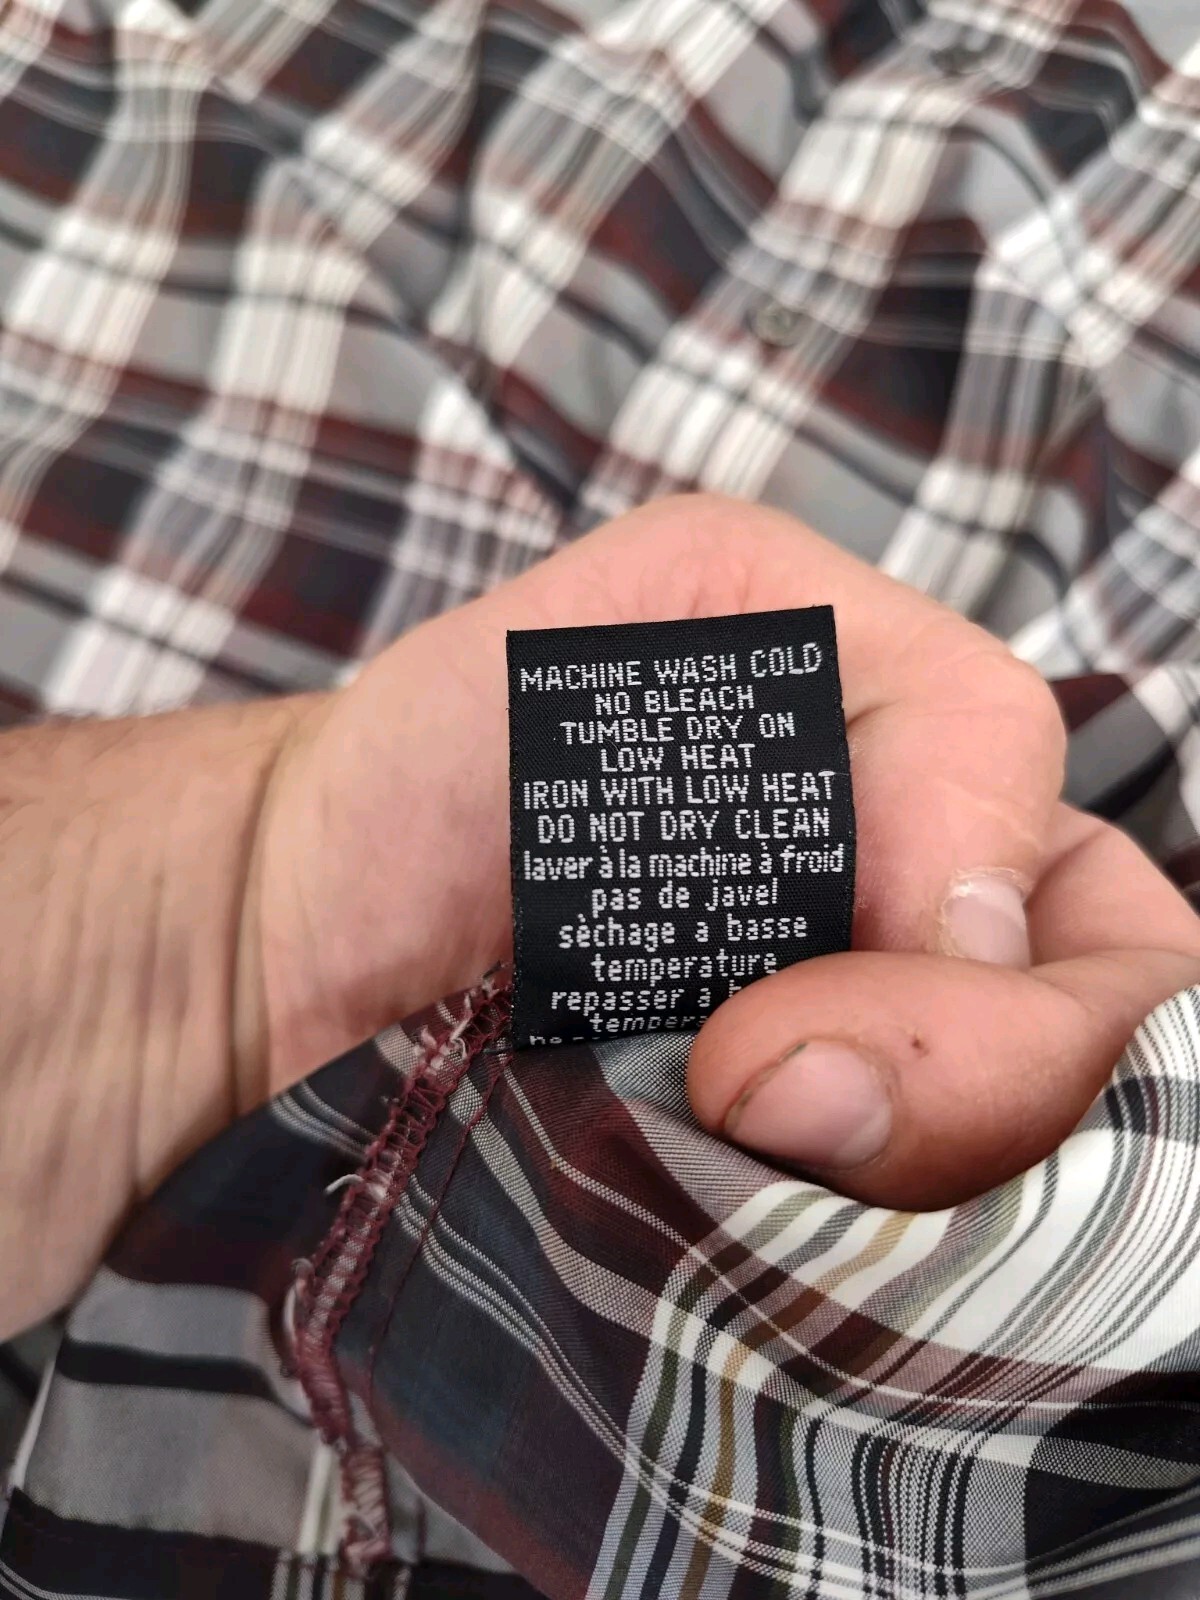 MACHINE WASH COLD
NO BLEACH
TUMBLE DRY ON
LOW HEAT
IRON WITH LOW HEAT
DO NOT DRY CLEAN
laver à la machine à froid
pas de javel
sèchage a basse
temperature
repasser à